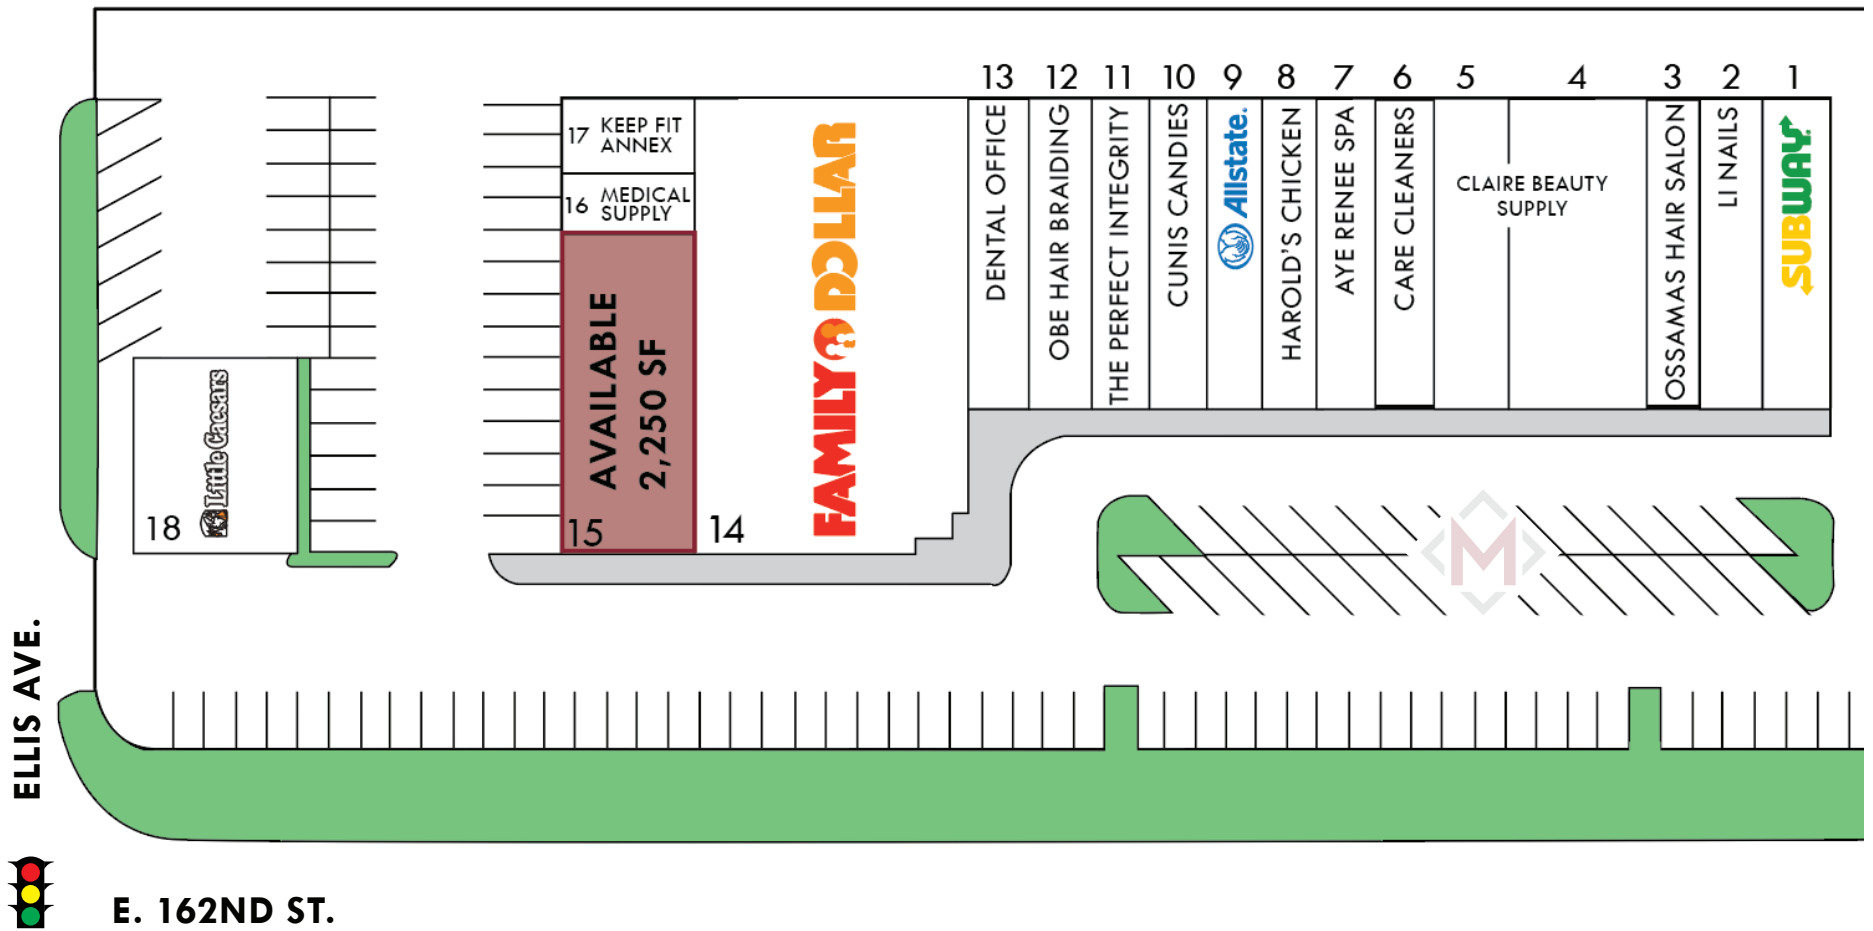 13 12 11 10 9 8 7 6 5 4 3 2 1
17 KEEP FIT
ANNEX
16 MEDICAL
SUPPLY
AVAILABLE
2,250 SF
15
14
FAMILY DOLLAR
DENTAL OFFICE
OBE HAIR BRAIDING
THE PERFECT INTEGRITY
CUNIS CANDIES
Allstate.
HAROLD'S CHICKEN
AYE RENEE SPA
CARE CLEANERS
CLAIRE BEAUTY
SUPPLY
OSSAMAS HAIR SALON
LI NAILS
SUBWAY
18
Little Caesars
M
ELLIS AVE.
E. 162ND ST.